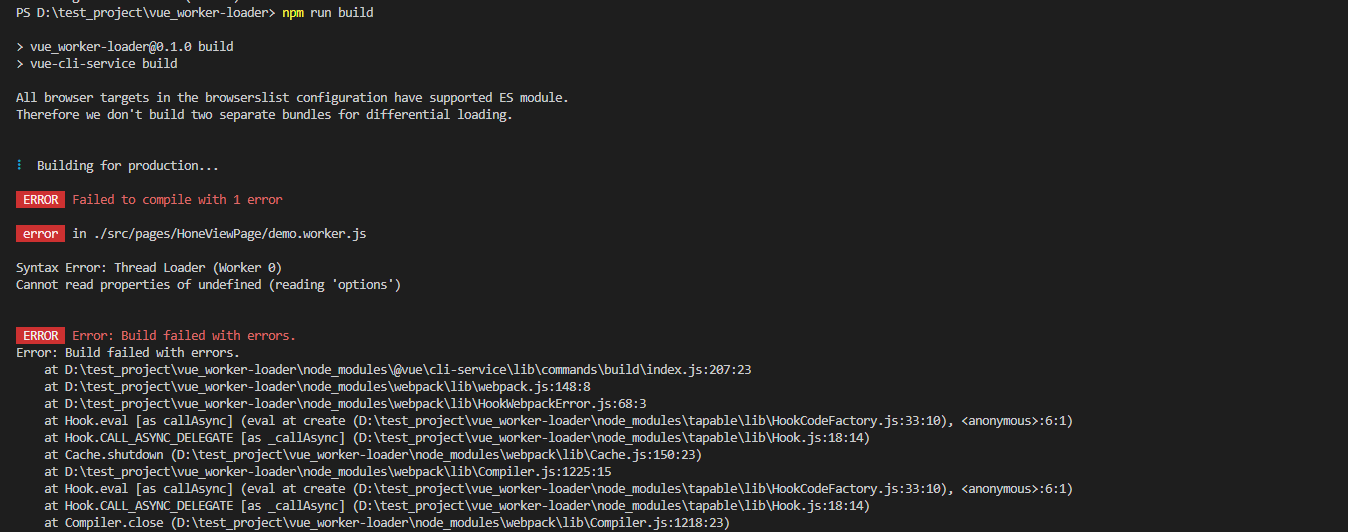 PS D:\test_project\vue_worker-loader> npm run build
> vue_worker-loader@0.1.0 build
> vue-cli-service build
All browser targets in the browserslist configuration have supported ES module.
Therefore we don't build two separate bundles for differential loading.
Building for production...
ERROR Failed to compile with 1 error
error in ./src/pages/HoneViewPage/demo.worker.js
Syntax Error: Thread Loader (Worker 0)
Cannot read properties of undefined (reading 'options')
ERROR Error: Build failed with errors.
Error: Build failed with errors.
at D:\test_project\vue_worker-loader\node_modules\@vue\cli-service\lib\commands\build\index.js:207:23
at D:\test_project\vue_worker-loader\node_modules\webpack\lib\webpack.js:148:8
at D:\test_project\vue_worker-loader\node_modules\webpack\lib\HookWebpackError.js:68:3
at Hook.eval [as callAsync] (eval at create (D:\test_project\vue_worker-loader\node_modules\tapable\lib\HookCodeFactory.js:33:10), <anonymous>:6:1)
at Hook.CALL_ASYNC_DELEGATE [as _callAsync] (D:\test_project\vue_worker-loader\node_modules\tapable\lib\Hook.js:18:14)
at Cache.shutdown (D:\test_project\vue_worker-loader\node_modules\webpack\lib\Cache.js:150:23)
at D:\test_project\vue_worker-loader\node_modules\webpack\lib\Compiler.js:1225:15
at Hook.eval [as callAsync] (eval at create (D:\test_project\vue_worker-loader\node_modules\tapable\lib\HookCodeFactory.js:33:10), <anonymous>:6:1)
at Hook.CALL_ASYNC_DELEGATE [as _callAsync] (D:\test_project\vue_worker-loader\node_modules\tapable\lib\Hook.js:18:14)
at Compiler.close (D:\test_project\vue_worker-loader\node_modules\webpack\lib\Compiler.js:1218:23)